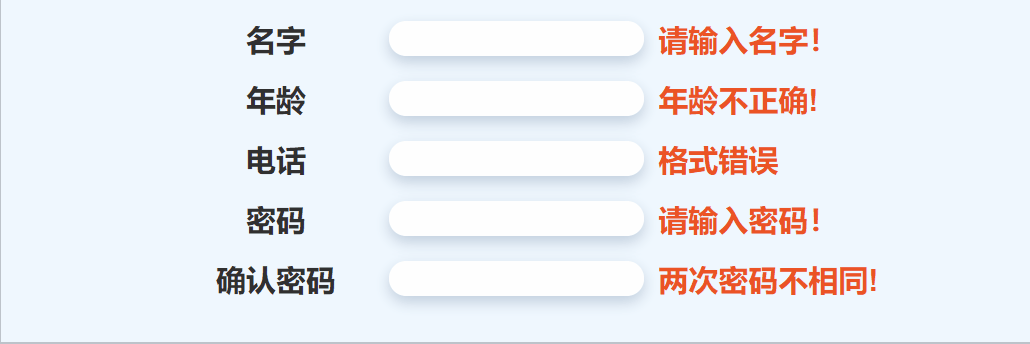 名字 请输入名字！
年龄 年龄不正确!
电话 格式错误
密码 请输入密码！
确认密码 两次密码不相同!